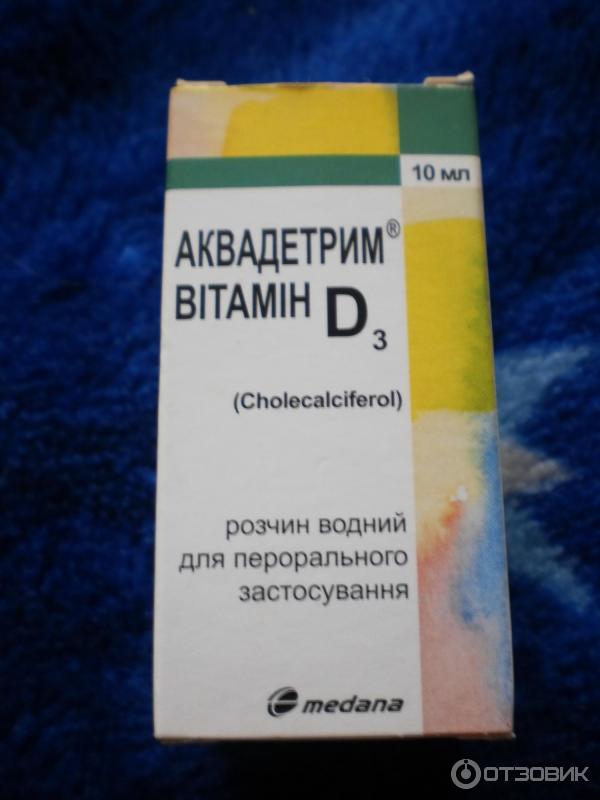 10 мл
АКВАДЕТРИМ®
ВІТАМІН D3
(Cholecalciferol)
розчин водний
для перорального
застосування
medana
ОТЗОВИК